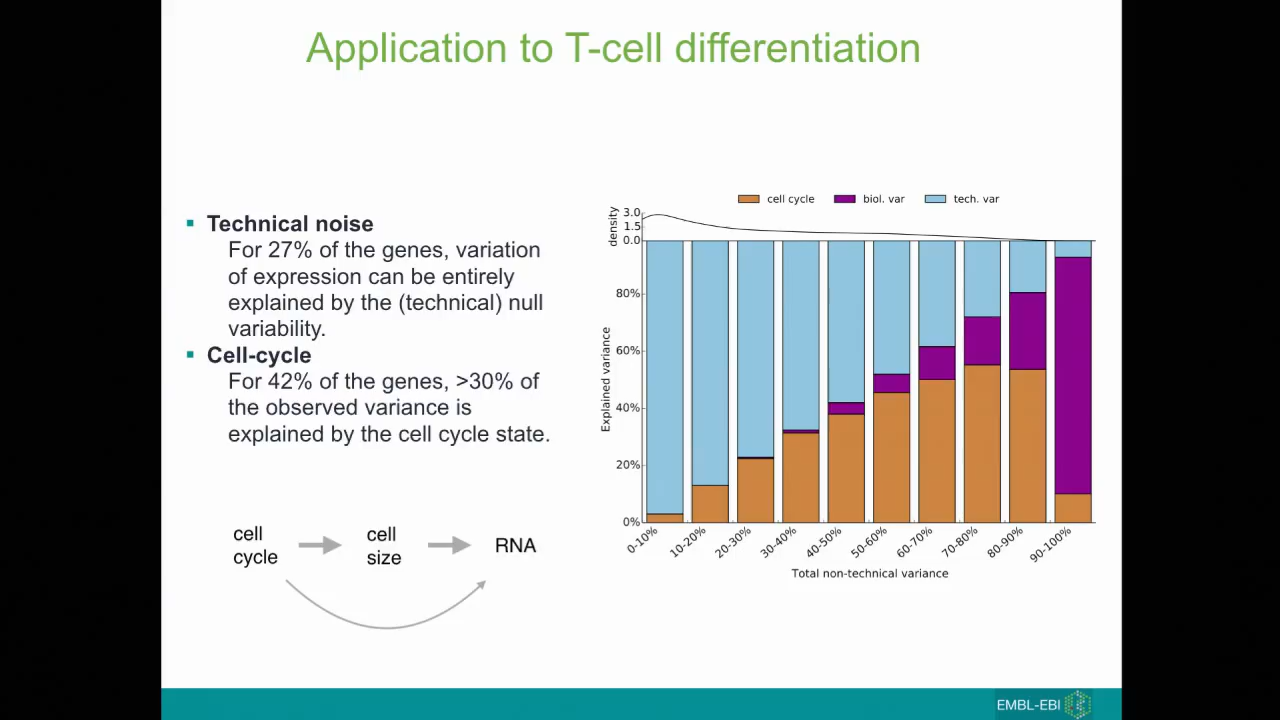 Application to T-cell differentiation
Technical noise
For 27% of the genes, variation
of expression can be entirely
explained by the (technical) null
variability.
Cell-cycle
For 42% of the genes, >30% of
the observed variance is
explained by the cell cycle state.
cell
cycle
cell
size
RNA
cell cycle
biol. var
tech. var
density
3.0
1.5
0.0
Explained variance
80%
60%
40%
20%
0%
0-10%
10-20%
20-30%
30-40%
40-50%
50-60%
60-70%
70-80%
80-90%
90-100%
Total non-technical variance
EMBL-EBI